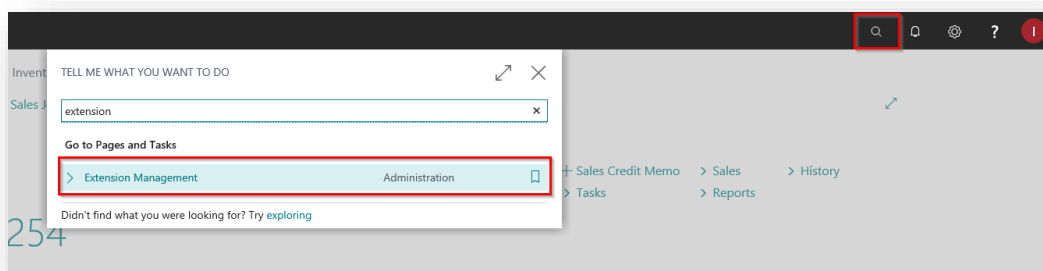 ?
I
Invent
TELL ME WHAT YOU WANT TO DO
Sales J
extension
Go to Pages and Tasks
Extension Management Administration
+ Sales Credit Memo > Sales > History
> Tasks > Reports
Didn't find what you were looking for? Try exploring
254